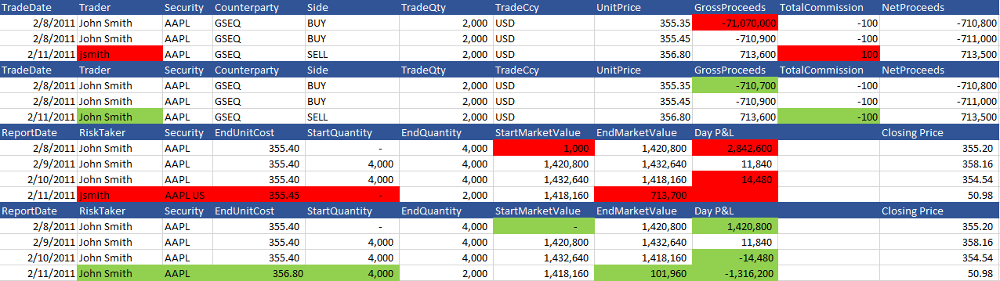 TradeDate Trader Security Counterparty Side TradeQty TradeCcy UnitPrice GrossProceeds TotalCommission NetProceeds
2/8/2011 John Smith AAPL GSEQ BUY 2,000 USD 355.35 -71,070,000 -100 -710,800
2/8/2011 John Smith AAPL GSEQ BUY 2,000 USD 355.45 -710,900 -100 -711,000
2/11/2011 jsmith AAPL GSEQ SELL 2,000 USD 356.80 713,600 100 713,500
TradeDate Trader Security Counterparty Side TradeQty TradeCcy UnitPrice GrossProceeds TotalCommission NetProceeds
2/8/2011 John Smith AAPL GSEQ BUY 2,000 USD 355.35 -710,700 -100 -710,800
2/8/2011 John Smith AAPL GSEQ BUY 2,000 USD 355.45 -710,900 -100 -711,000
2/11/2011 John Smith AAPL GSEQ SELL 2,000 USD 356.80 713,600 -100 713,500
ReportDate RiskTaker Security EndUnitCost StartQuantity EndQuantity StartMarketValue EndMarketValue Day P&L Closing Price
2/8/2011 John Smith AAPL 355.40 - 4,000 1,000 1,420,800 2,842,600 355.20
2/9/2011 John Smith AAPL 355.40 4,000 4,000 1,420,800 1,432,640 11,840 358.16
2/10/2011 John Smith AAPL 355.40 4,000 4,000 1,432,640 1,418,160 14,480 354.54
2/11/2011 jsmith AAPL US 355.45 - 2,000 1,418,160 713,700 50.98
ReportDate RiskTaker Security EndUnitCost StartQuantity EndQuantity StartMarketValue EndMarketValue Day P&L Closing Price
2/8/2011 John Smith AAPL 355.40 - 4,000 - 1,420,800 1,420,800 355.20
2/9/2011 John Smith AAPL 355.40 4,000 4,000 1,420,800 1,432,640 11,840 358.16
2/10/2011 John Smith AAPL 355.40 4,000 4,000 1,432,640 1,418,160 -14,480 354.54
2/11/2011 John Smith AAPL 356.80 4,000 2,000 1,418,160 101,960 -1,316,200 50.98